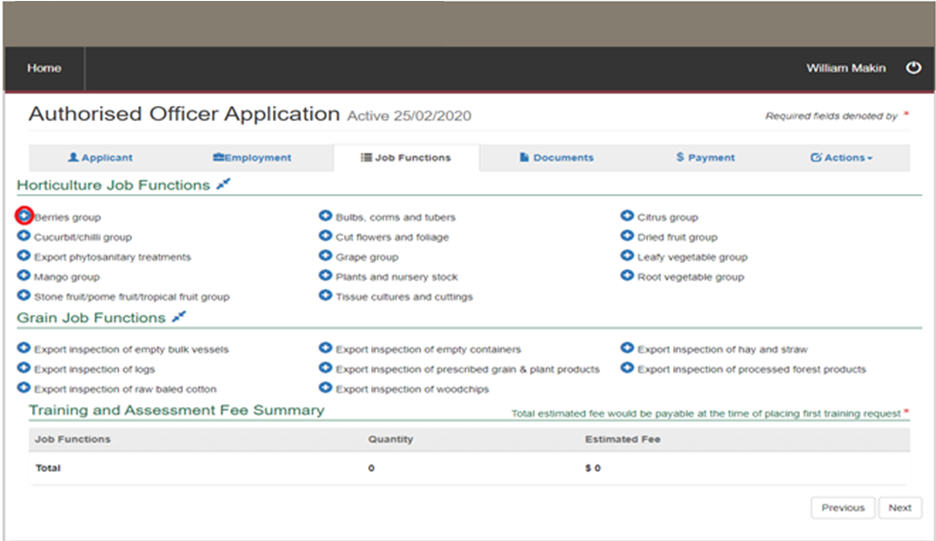 Home William Makin
Authorised Officer Application Active 25/02/2020 Required fields denoted by *
Applicant Employment Job Functions Documents $ Payment Actions
Horticulture Job Functions
Berries group Bulbs, corms and tubers Citrus group
Cucurbit/chilli group Cut flowers and foliage Dried fruit group
Export phytosanitary treatments Grape group Leafy vegetable group
Mango group Plants and nursery stock Root vegetable group
Stone fruit/pome fruit/tropical fruit group Tissue cultures and cuttings
Grain Job Functions
Export inspection of empty bulk vessels Export inspection of empty containers Export inspection of hay and straw
Export inspection of logs Export inspection of prescribed grain & plant products Export inspection of processed forest products
Export inspection of raw baled cotton Export inspection of woodchips
Training and Assessment Fee Summary Total estimated fee would be payable at the time of placing first training request *
Job Functions Quantity Estimated Fee
Total 0 $ 0
Previous Next